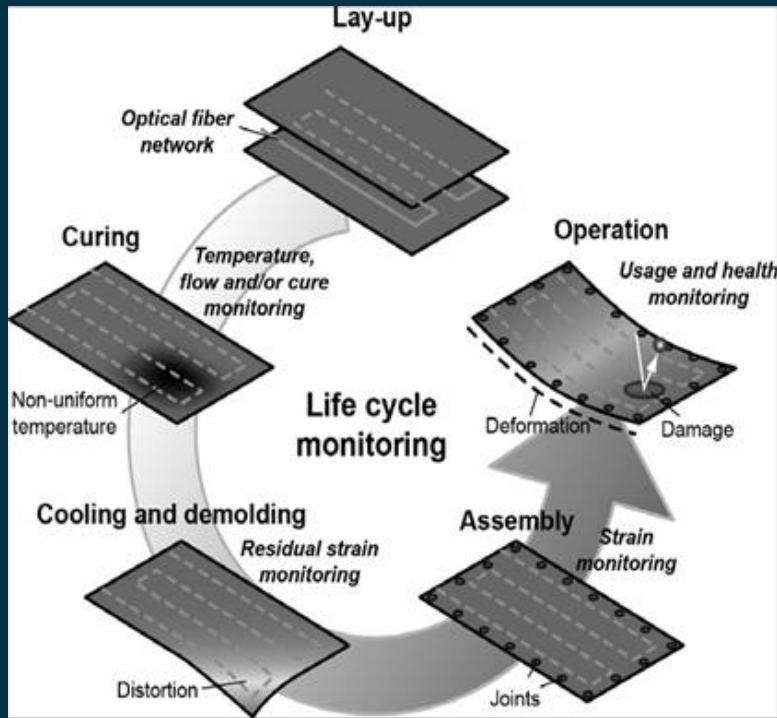 Lay-up
Optical fiber
network
Curing
Temperature,
flow and/or cure
monitoring
Non-uniform
temperature
Operation
Usage and health
monitoring
Deformation
Damage
Life cycle
monitoring
Cooling and demolding
Residual strain
monitoring
Distortion
Assembly
Strain
monitoring
Joints